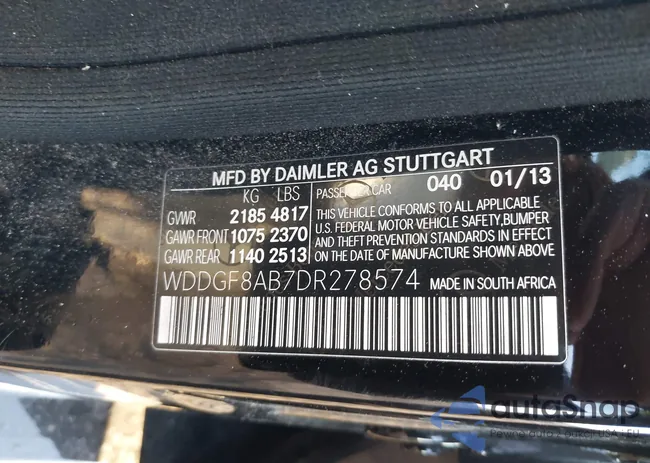 MFD BY DAIMLER AG STUTTGART
KG LBS PASSENGER CAR 040 01/13
GVWR 2185 4817
GAWR FRONT 1075 2370
GAWR REAR 1140 2513
THIS VEHICLE CONFORMS TO ALL APPLICABLE
U.S. FEDERAL MOTOR VEHICLE SAFETY, BUMPER
AND THEFT PREVENTION STANDARDS IN EFFECT
ON THE DATE OF MANUFACTURE SHOWN ABOVE
WDDGF8AB7DR278574 MADE IN SOUTH AFRICA
autoSnap